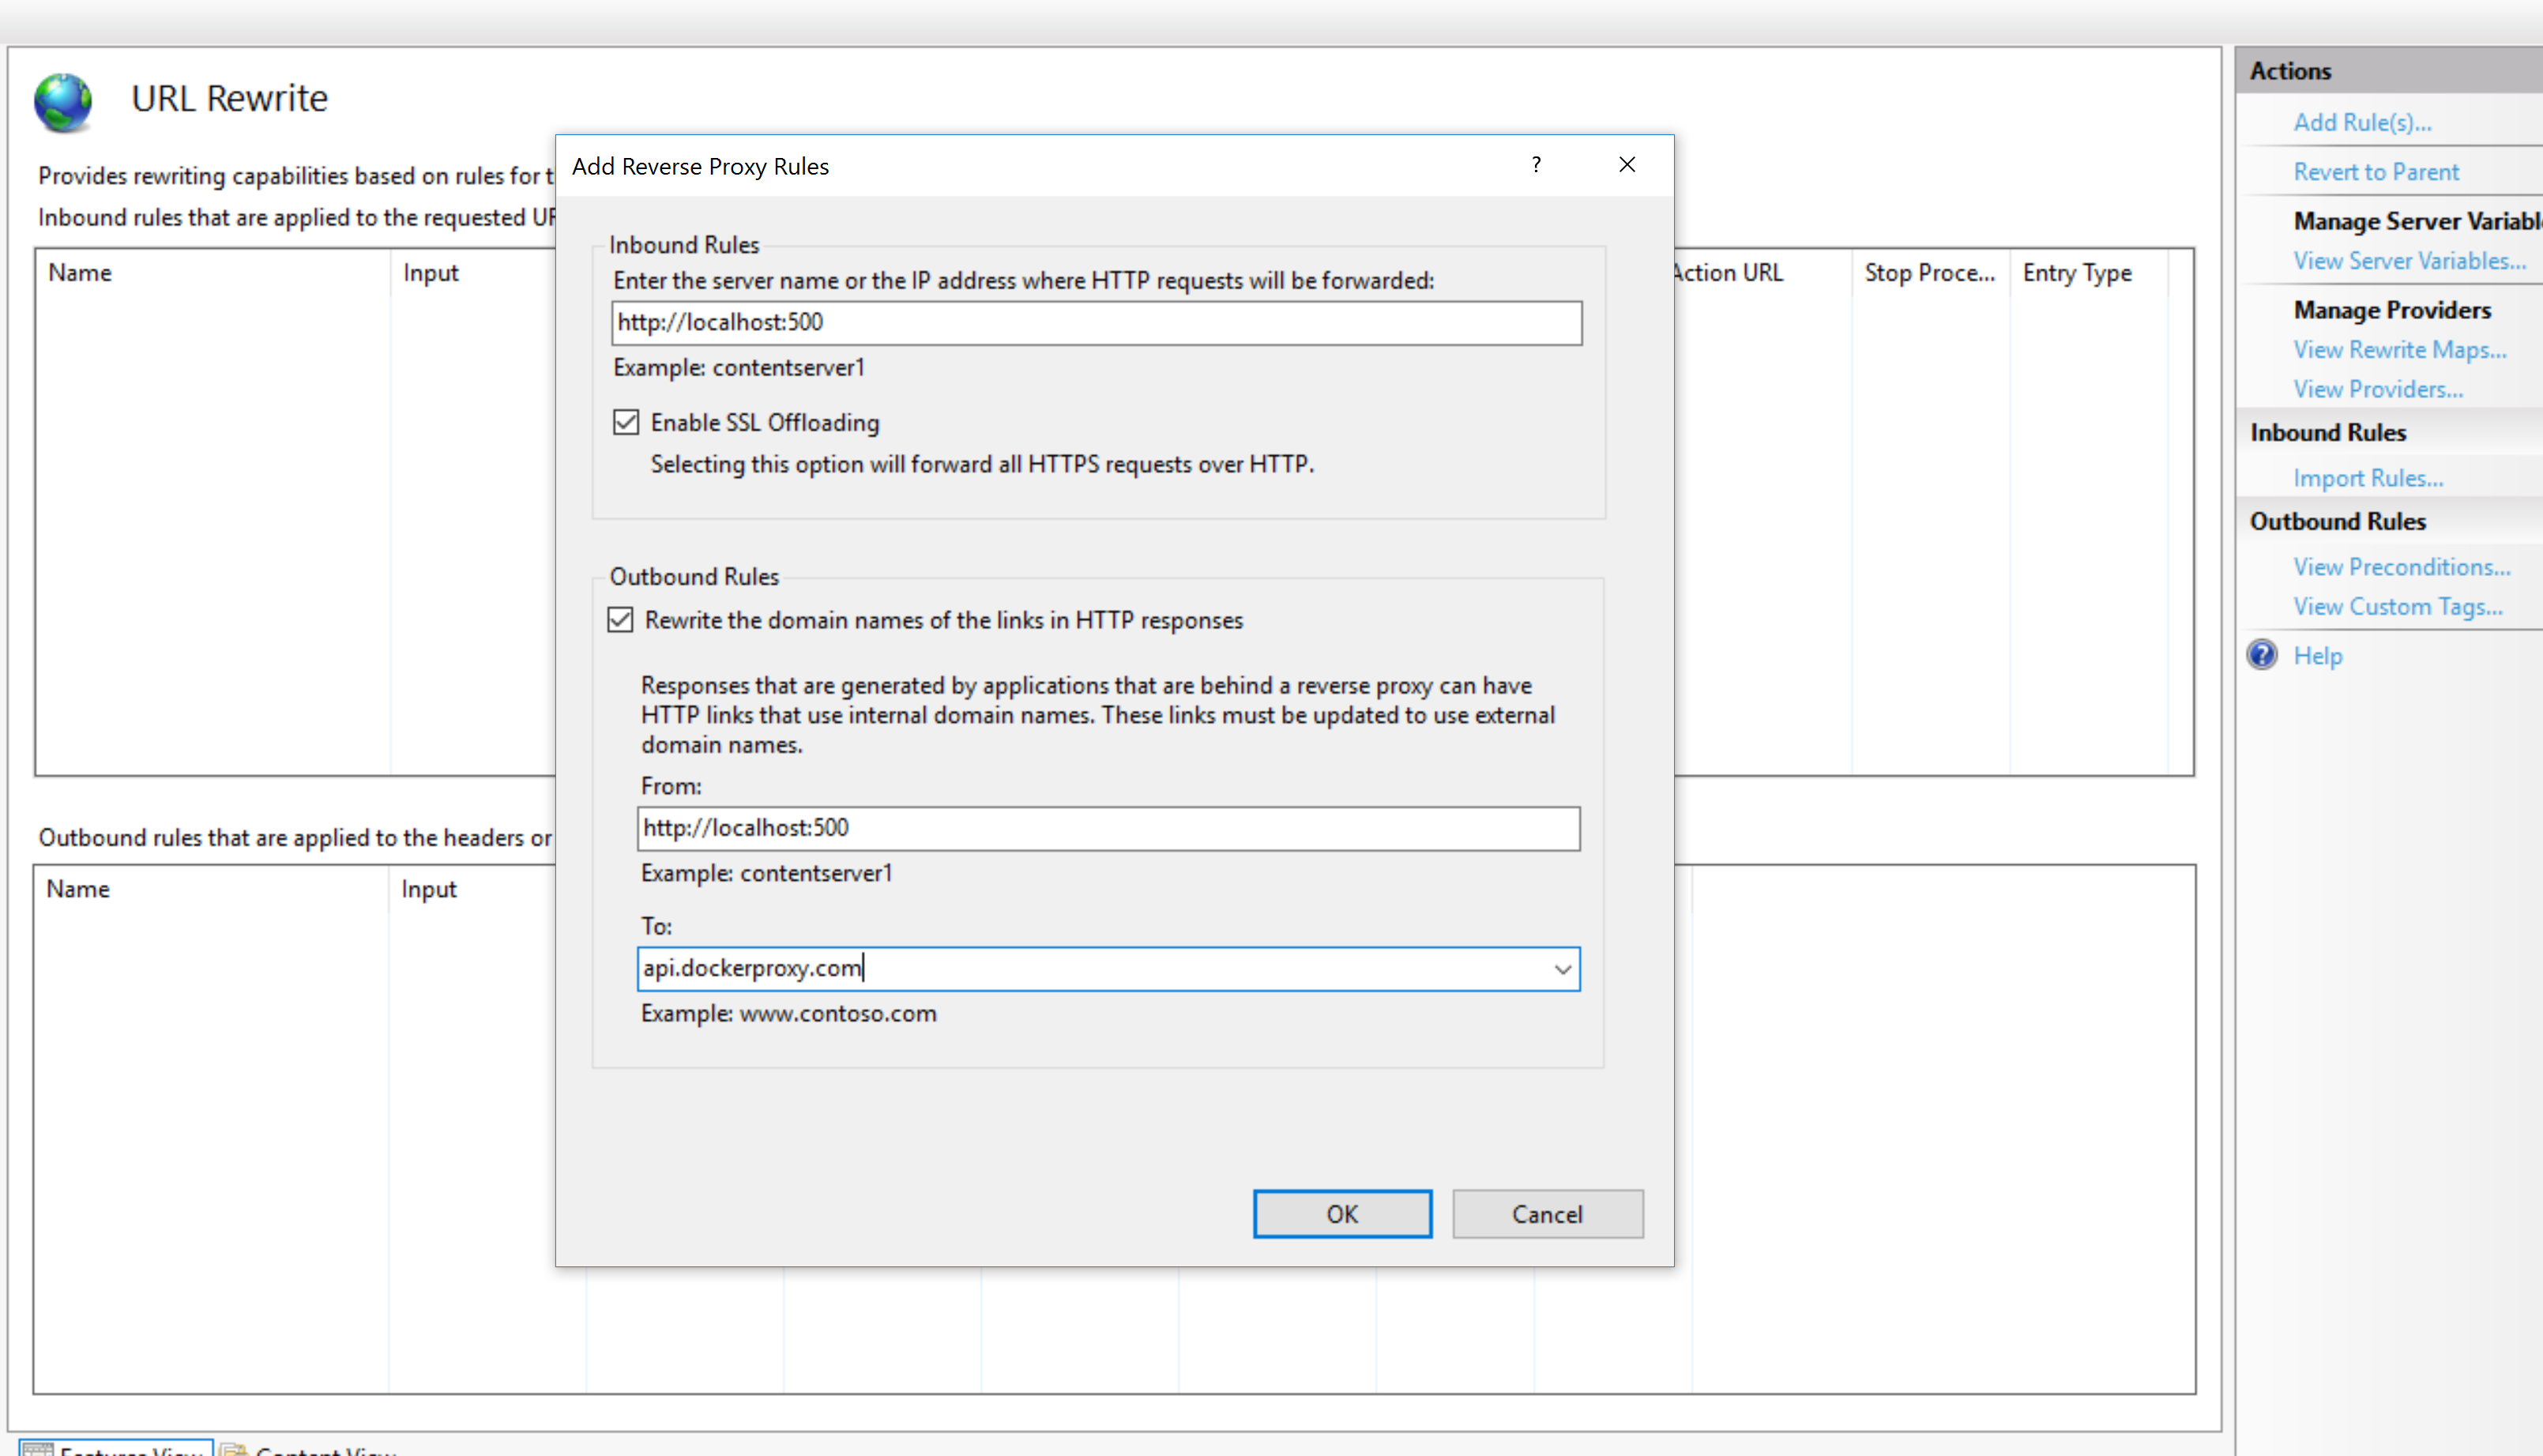 URL Rewrite
Provides rewriting capabilities based on rules for t
Inbound rules that are applied to the requested UR
Name Input Action URL Stop Proce... Entry Type
Outbound rules that are applied to the headers or
Name Input
Add Reverse Proxy Rules ?
Inbound Rules
Enter the server name or the IP address where HTTP requests will be forwarded:
http://localhost:500
Example: contentserver1
Enable SSL Offloading
Selecting this option will forward all HTTPS requests over HTTP.
Outbound Rules
Rewrite the domain names of the links in HTTP responses
Responses that are generated by applications that are behind a reverse proxy can have
HTTP links that use internal domain names. These links must be updated to use external
domain names.
From:
http://localhost:500
Example: contentserver1
To:
api.dockerproxy.com
Example: www.contoso.com
OK Cancel
Actions
Add Rule(s)...
Revert to Parent
Manage Server Variabl
View Server Variables...
Manage Providers
View Rewrite Maps...
View Providers...
Inbound Rules
Import Rules...
Outbound Rules
View Preconditions...
View Custom Tags...
Help
Features View Content View